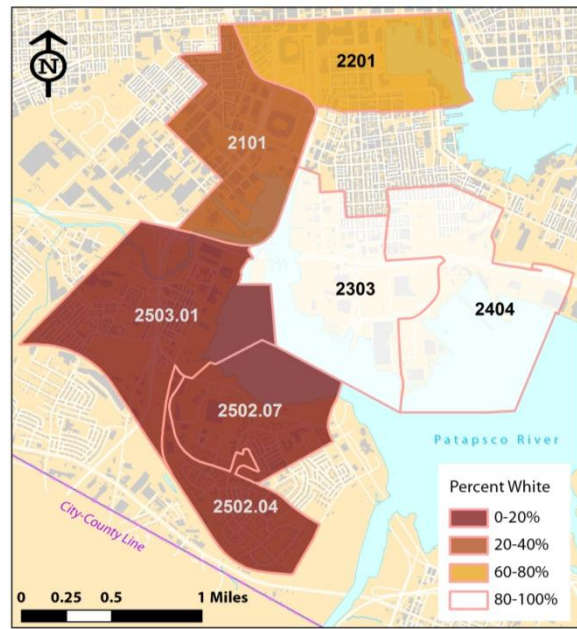 N
2201
2101
2303
2404
2503.01
2502.07
2502.04
Patapsco River
City-County Line
Percent White
0-20%
20-40%
60-80%
80-100%
0 0.25 0.5 1 Miles